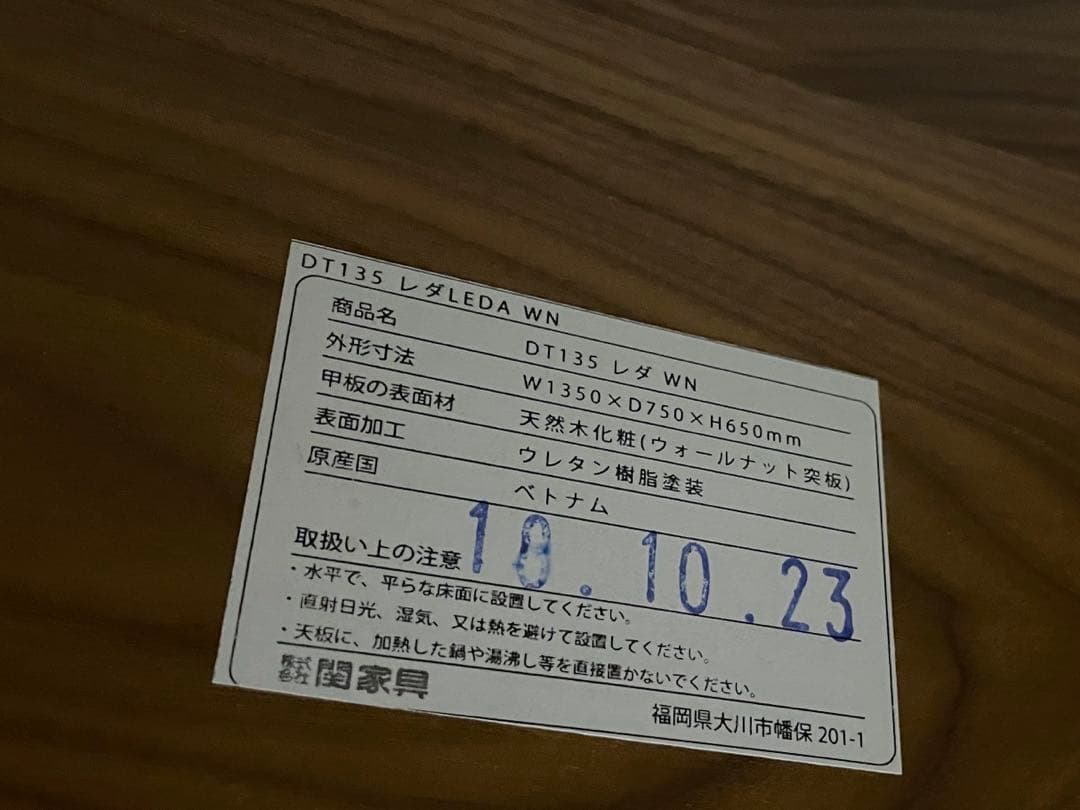 DT135 レダLEDA WN
商品名 DT135 レダ WN
外形寸法 W1350×D750×H650mm
甲板の表面材 天然木化粧(ウォールナット突板)
表面加工 ウレタン樹脂塗装
原産国 ベトナム
取扱い上の注意
18.10.23
・水平で、平らな床面に設置してください。
・直射日光、湿気、又は熱を避けて設置してください。
・天板に、加熱した鍋や湯沸し等を直接置かないでください。
株式会社 関家具
福岡県大川市幡保 201-1